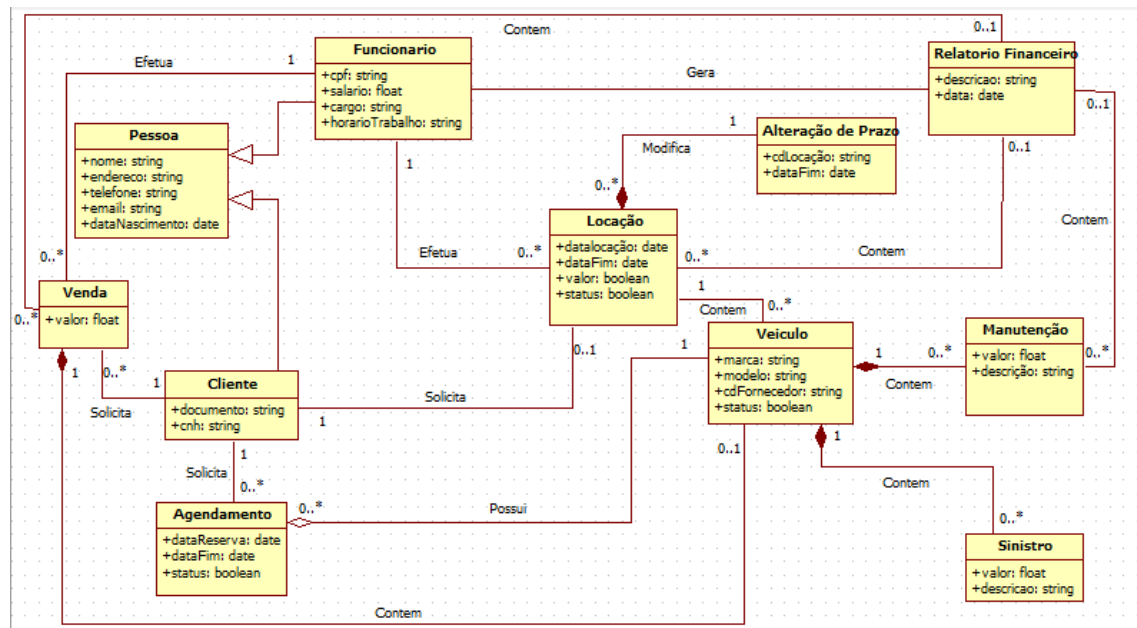 Contem
0..1
Funcionario
+cpf: string
+salario: float
+cargo: string
+horarioTrabalho: string
Efetua
1
Gera
Relatorio Financeiro
+descricao: string
+data: date
0..1
0..1
Pessoa
+nome: string
+endereco: string
+telefone: string
+email: string
+dataNascimento: date
1
Alteração de Prazo
+cdLocação: string
+dataFim: date
Modifica
1
0..*
Locação
+datalocação: date
+dataFim: date
+valor: boolean
+status: boolean
Efetua
0..*
0..*
Contem
Contem
0..*
Venda
+valor: float
0..*
1
0..*
1
Solicita
1
Contem
0..*
Veiculo
+marca: string
+modelo: string
+cdFornecedor: string
+status: boolean
1
0..1
1
0..*
Contem
Manutenção
+valor: float
+descrição: string
0..*
Cliente
+documento: string
+cnh: string
Solicita
1
0..1
1
Contem
0..*
1
Solicita
0..*
Agendamento
+dataReserva: date
+dataFim: date
+status: boolean
0..*
Possui
Sinistro
+valor: float
+descricao: string
Contem